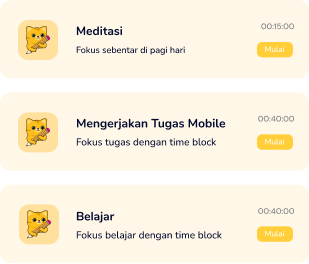 Meditasi
00:15:00
Fokus sebentar di pagi hari
Mulai
Mengerjakan Tugas Mobile
00:40:00
Fokus tugas dengan time block
Mulai
Belajar
00:40:00
Fokus belajar dengan time block
Mulai